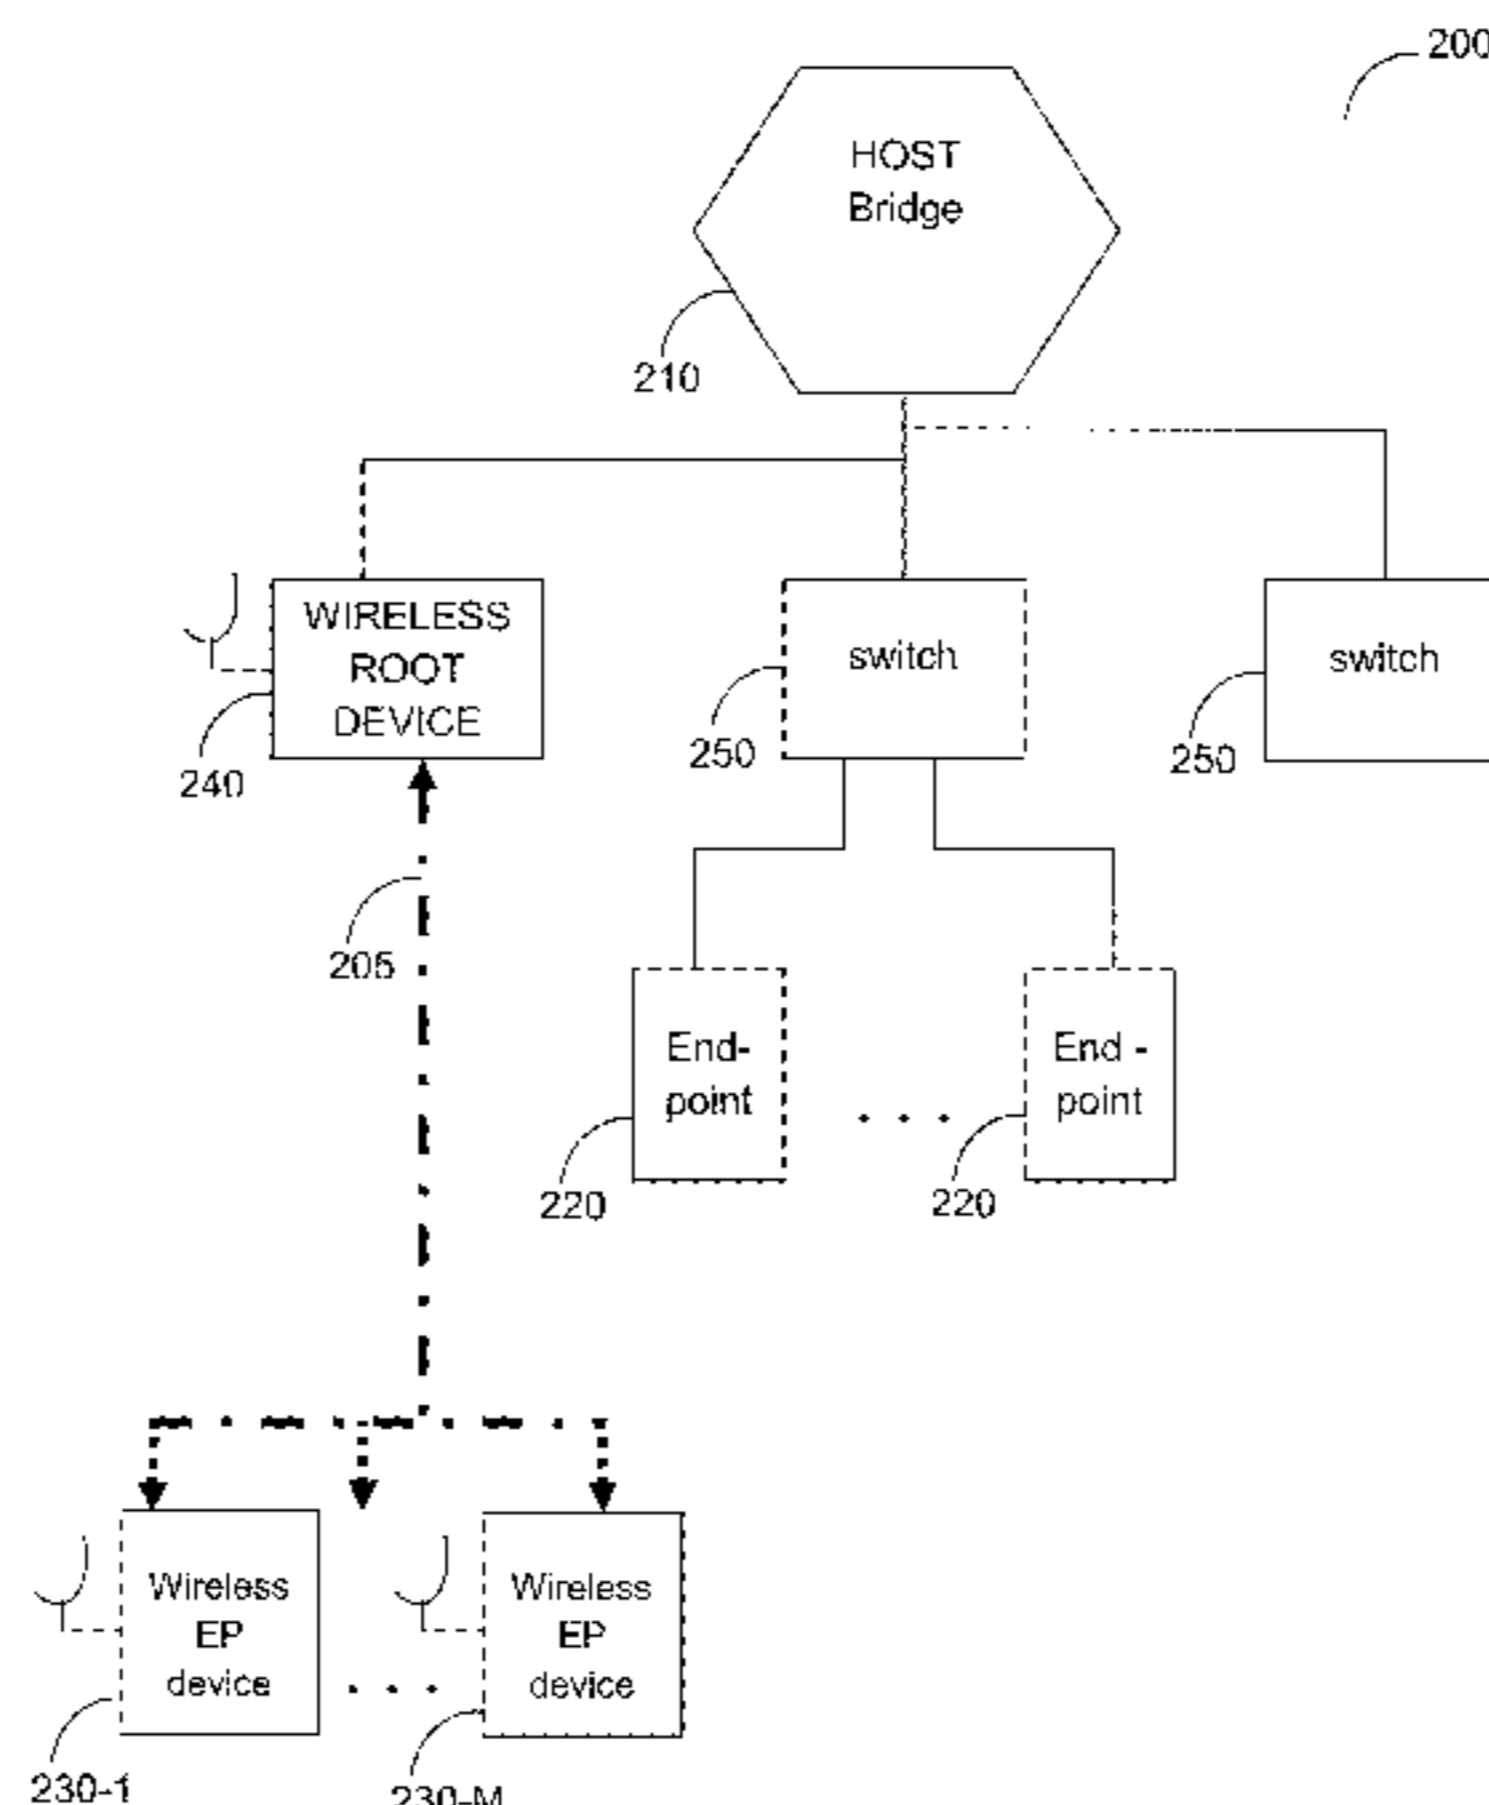 200
HOST
Bridge
210
WIRELESS
ROOT
DEVICE
240
switch
250
switch
250
205
End-
point
220
. . .
End -
point
220
Wireless
EP
device
230-1
. . .
Wireless
EP
device
230-M